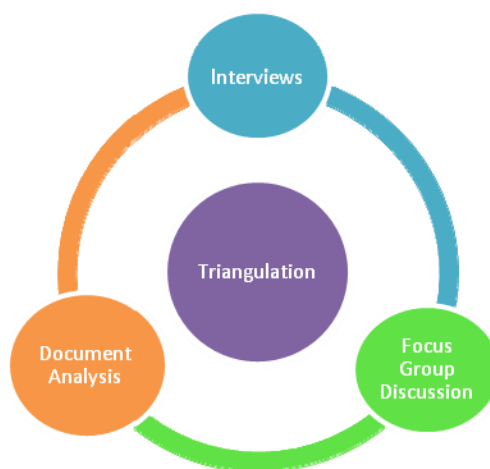 Interviews
Triangulation
Document
Analysis
Focus
Group
Discussion